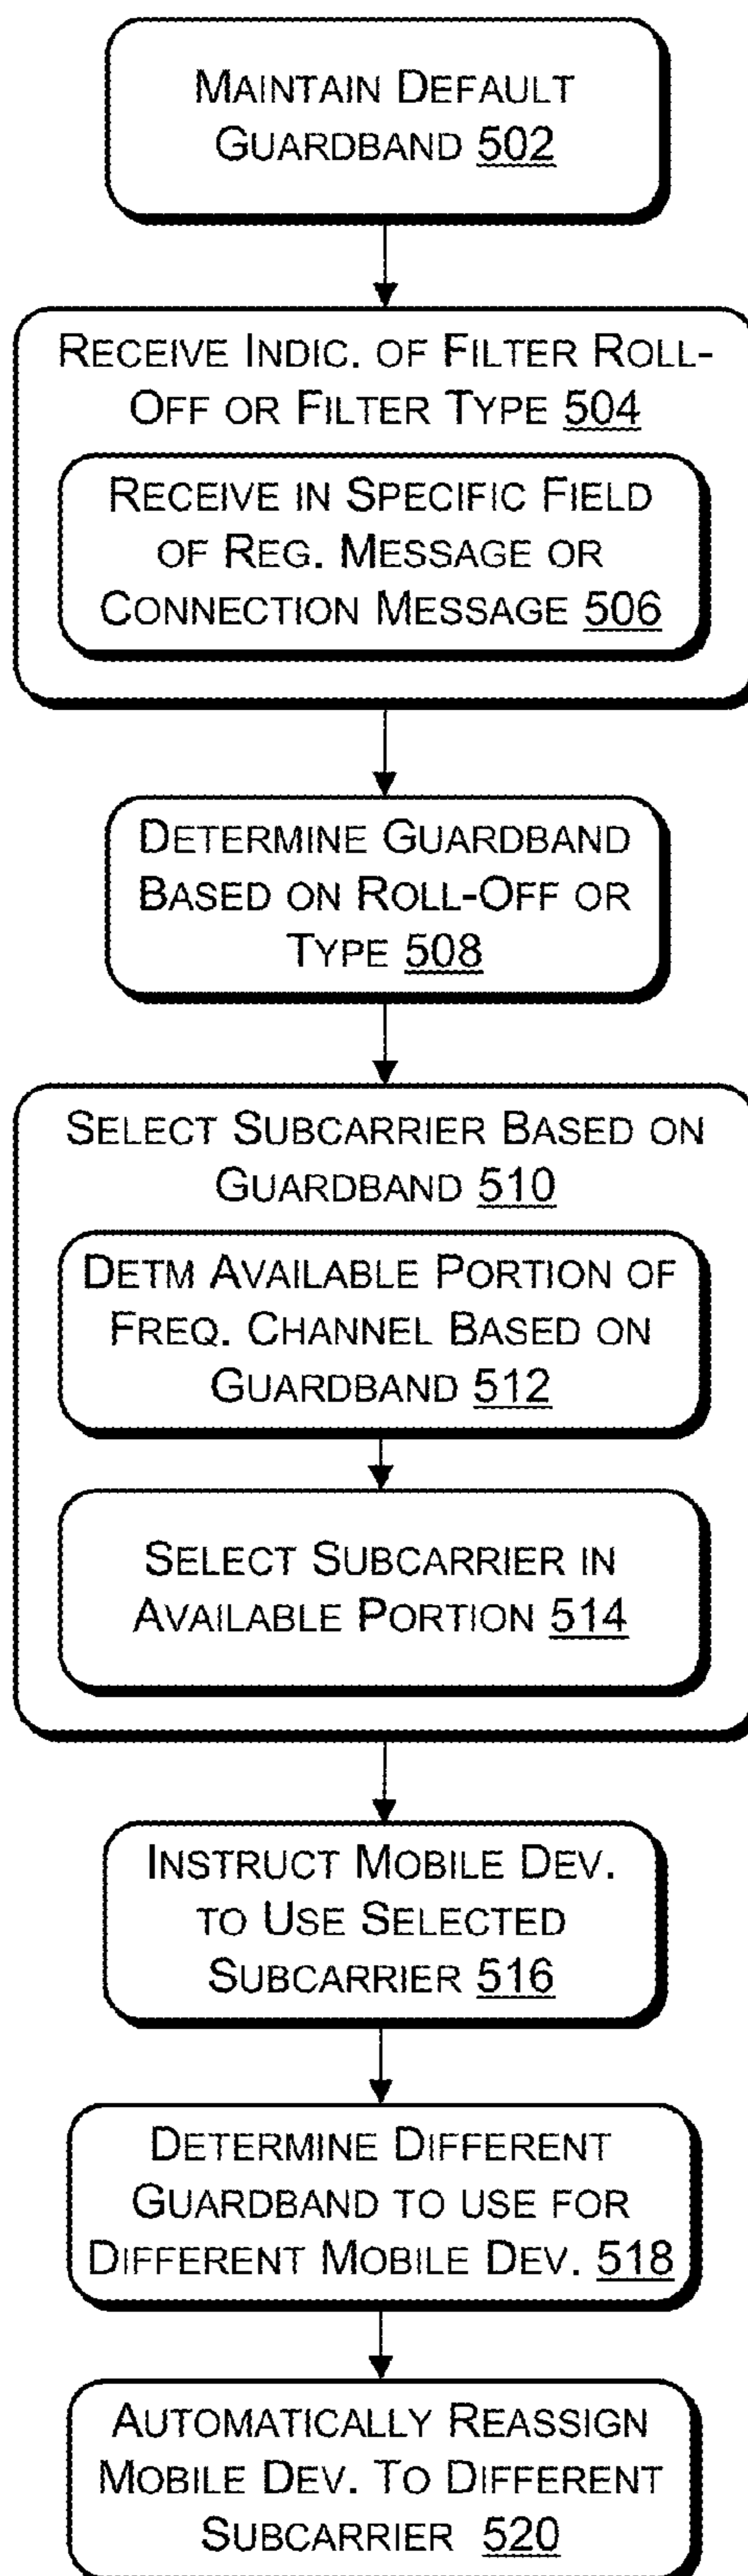 MAINTAIN DEFAULT
GUARDBAND 502
RECEIVE INDIC. OF FILTER ROLL-
OFF OR FILTER TYPE 504
RECEIVE IN SPECIFIC FIELD
OF REG. MESSAGE OR
CONNECTION MESSAGE 506
DETERMINE GUARDBAND
BASED ON ROLL-OFF OR
TYPE 508
SELECT SUBCARRIER BASED ON
GUARDBAND 510
DETM AVAILABLE PORTION OF
FREQ. CHANNEL BASED ON
GUARDBAND 512
SELECT SUBCARRIER IN
AVAILABLE PORTION 514
INSTRUCT MOBILE DEV.
TO USE SELECTED
SUBCARRIER 516
DETERMINE DIFFERENT
GUARDBAND TO USE FOR
DIFFERENT MOBILE DEV. 518
AUTOMATICALLY REASSIGN
MOBILE DEV. TO DIFFERENT
SUBCARRIER 520